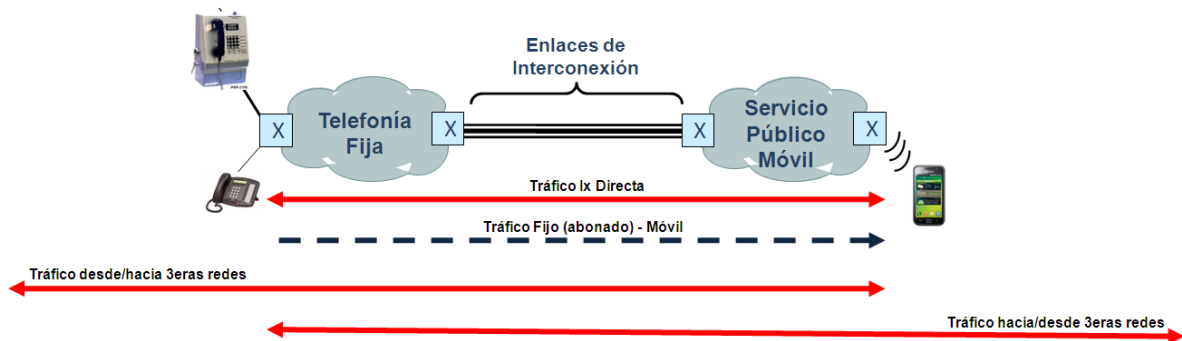 Enlaces de
Interconexión
Telefonía
Fija
Servicio
Público
Móvil
X
X
X
X
Tráfico Ix Directa
Tráfico Fijo (abonado) - Móvil
Tráfico desde/hacia 3eras redes
Tráfico hacia/desde 3eras redes